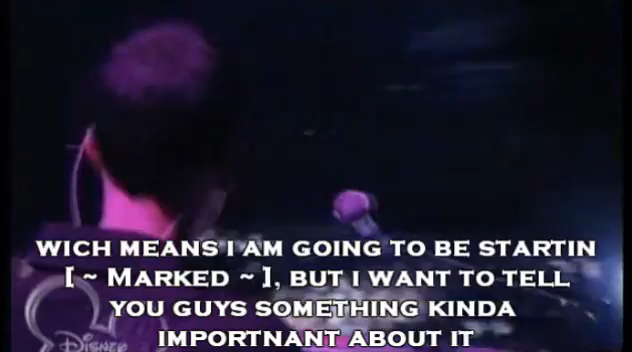 WICH MEANS I AM GOING TO BE STARTIN
[ ~ MARKED ~ ], BUT I WANT TO TELL
YOU GUYS SOMETHING KINDA
IMPORTNANT ABOUT IT
DISNEY